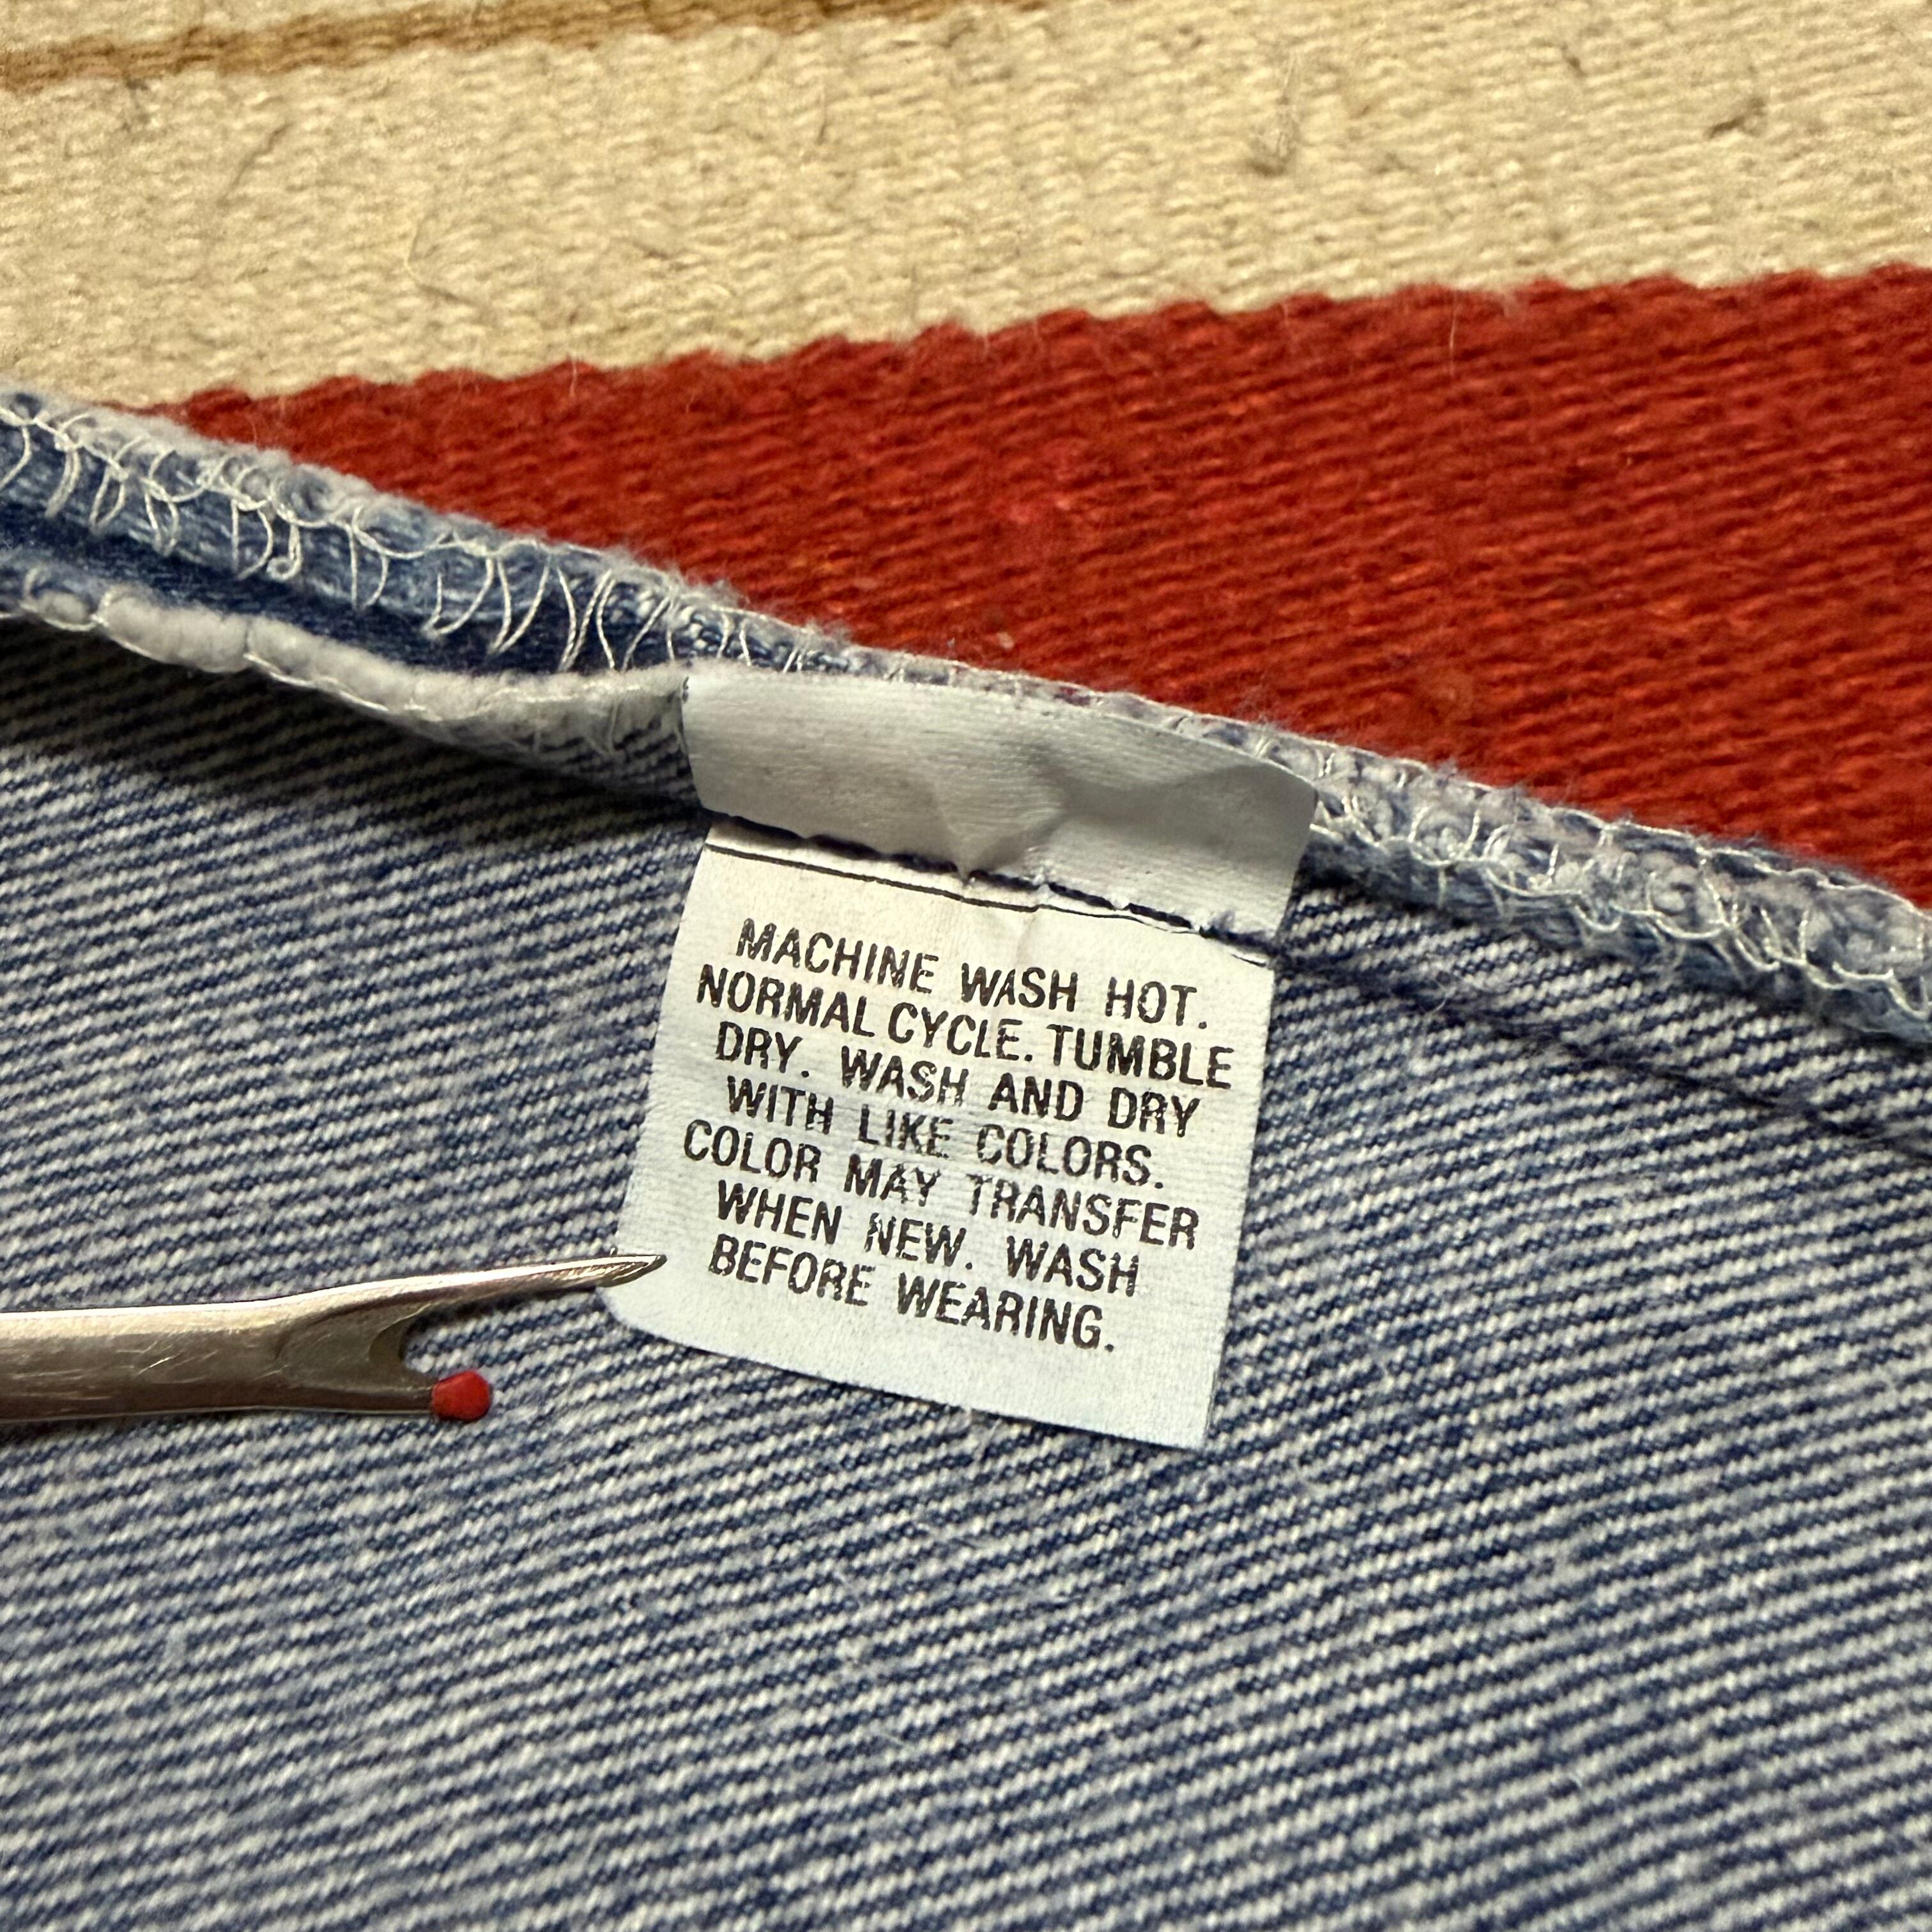 MACHINE WASH HOT.
NORMAL CYCLE. TUMBLE
DRY. WASH AND DRY
WITH LIKE COLORS.
COLOR MAY TRANSFER
WHEN NEW. WASH
BEFORE WEARING.